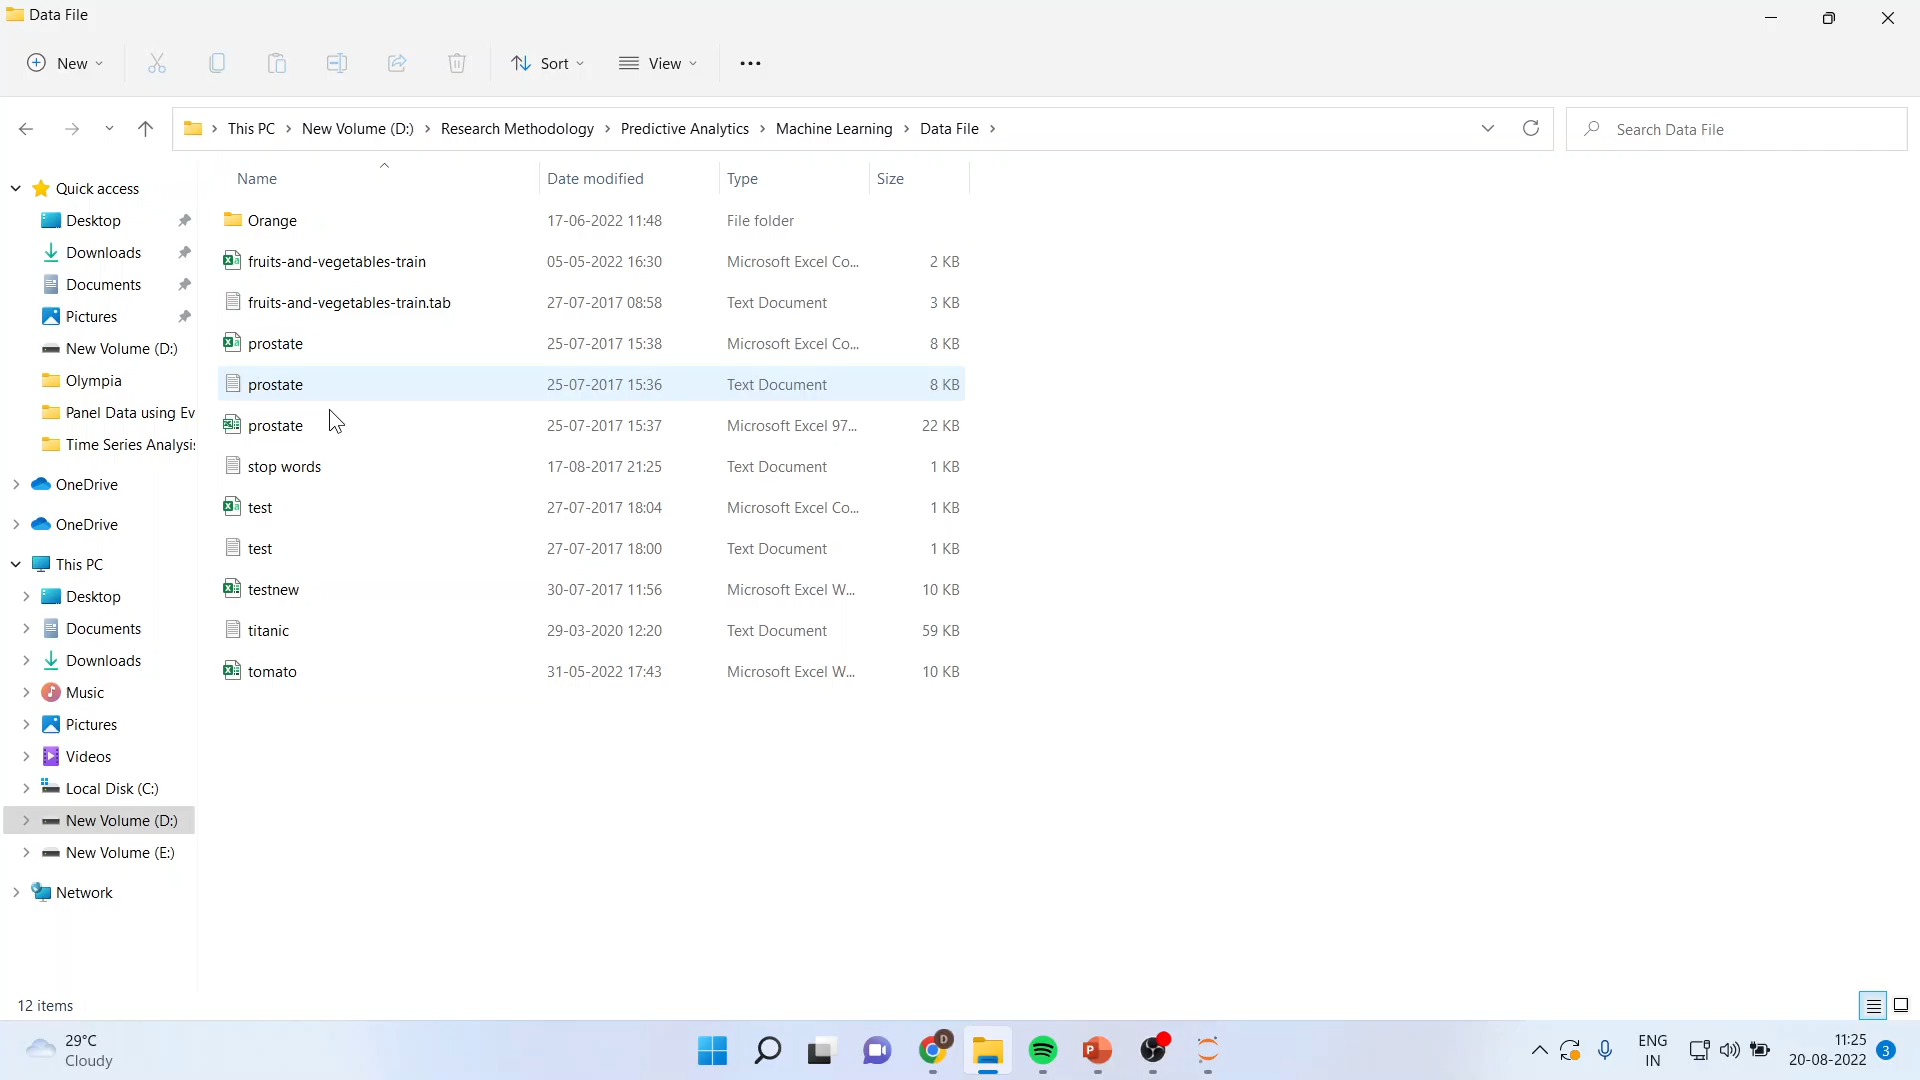 Data File
New
Sort
View
This PC > New Volume (D:) > Research Methodology > Predictive Analytics > Machine Learning > Data File >
Search Data File
Name Date modified Type Size
Orange 17-06-2022 11:48 File folder
fruits-and-vegetables-train 05-05-2022 16:30 Microsoft Excel Co... 2 KB
fruits-and-vegetables-train.tab 27-07-2017 08:58 Text Document 3 KB
prostate 25-07-2017 15:38 Microsoft Excel Co... 8 KB
prostate 25-07-2017 15:36 Text Document 8 KB
prostate 25-07-2017 15:37 Microsoft Excel 97... 22 KB
stop words 17-08-2017 21:25 Text Document 1 KB
test 27-07-2017 18:04 Microsoft Excel Co... 1 KB
test 27-07-2017 18:00 Text Document 1 KB
testnew 30-07-2017 11:56 Microsoft Excel W... 10 KB
titanic 29-03-2020 12:20 Text Document 59 KB
tomato 31-05-2022 17:43 Microsoft Excel W... 10 KB
Quick access
Desktop
Downloads
Documents
Pictures
New Volume (D:)
Olympia
Panel Data using Ev
Time Series Analysis
OneDrive
OneDrive
This PC
Desktop
Documents
Downloads
Music
Pictures
Videos
Local Disk (C:)
New Volume (D:)
New Volume (E:)
Network
12 items
29°C
Cloudy
D
ENG
IN
11:25
20-08-2022
3